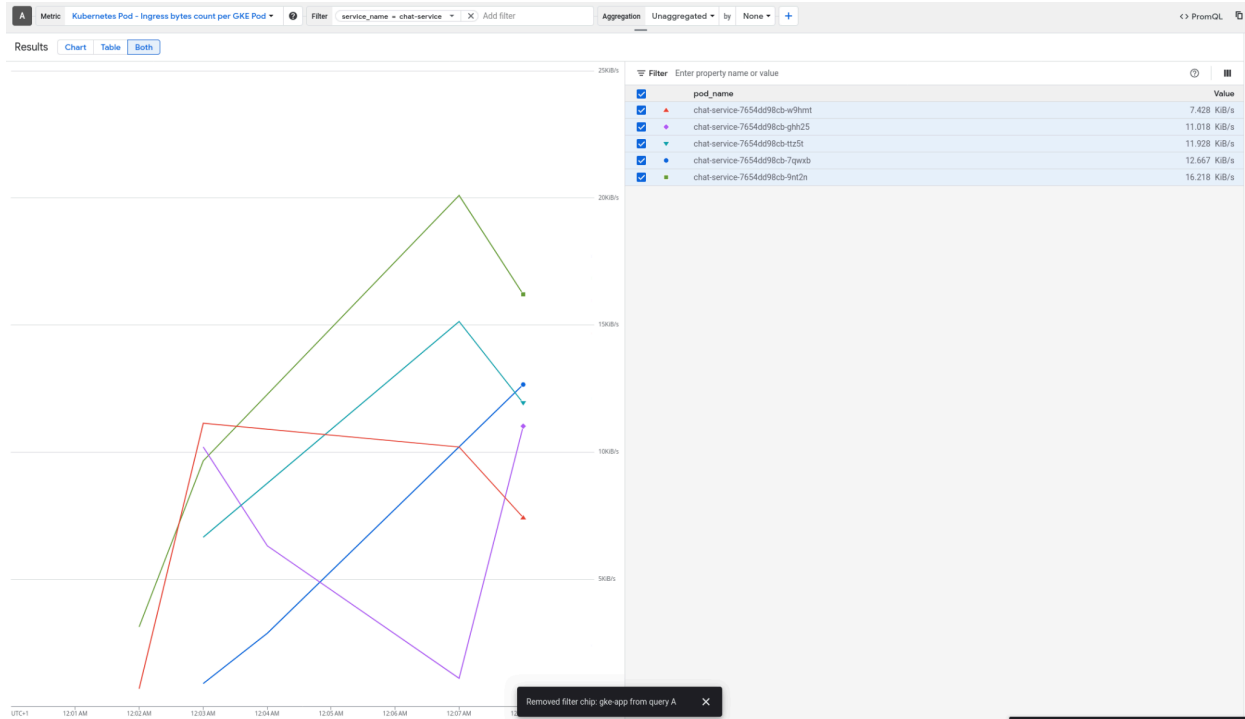 A Metric Kubernetes Pod - Ingress bytes count per GKE Pod Filter service_name = chat-service Add filter Aggregation Unaggregated by None + <> PromQL
Results Chart Table Both
25KiB/s
20KiB/s
15KiB/s
10KiB/s
5KiB/s
UTC+1 12:01 AM 12:02 AM 12:03 AM 12:04 AM 12:05 AM 12:06 AM 12:07 AM 12
Filter Enter property name or value
pod_name Value
chat-service-7654dd98cb-w9hmt 7.428 KiB/s
chat-service-7654dd98cb-ghh25 11.018 KiB/s
chat-service-7654dd98cb-ttz5t 11.928 KiB/s
chat-service-7654dd98cb-7qwxb 12.667 KiB/s
chat-service-7654dd98cb-9nt2n 16.218 KiB/s
Removed filter chip: gke-app from query A